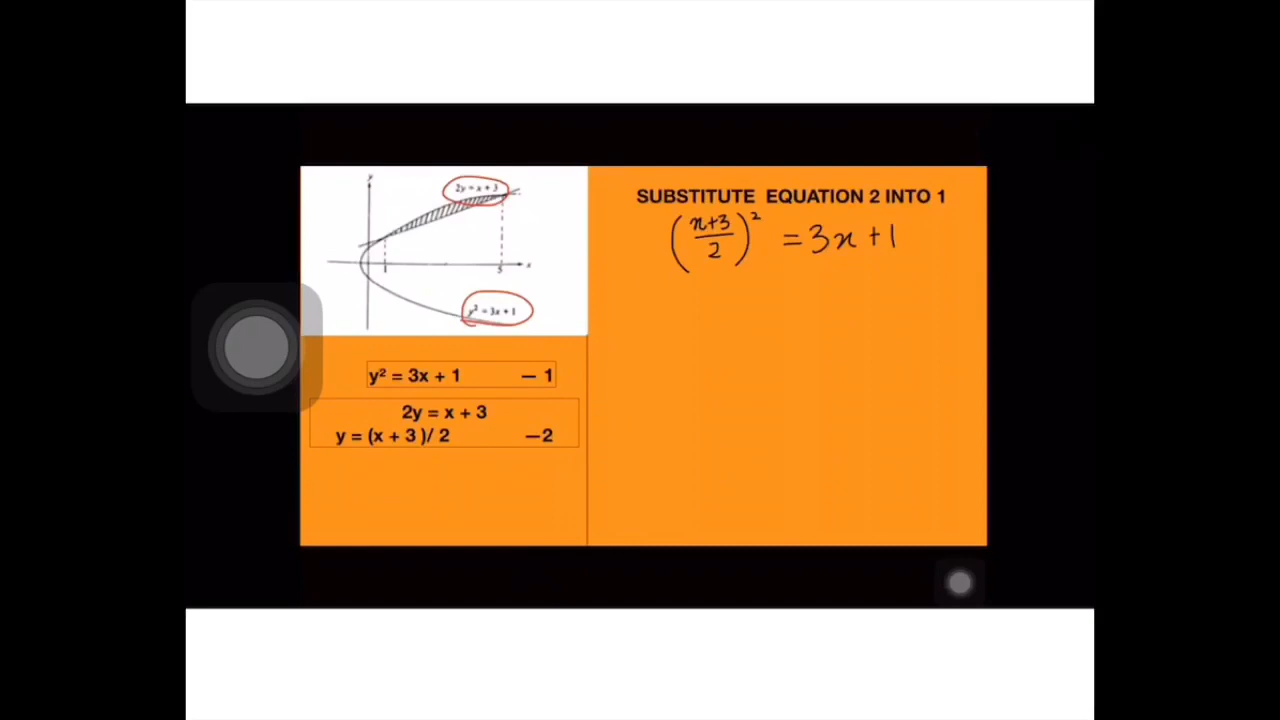 y
2y = x + 3
1
5
x
y² = 3x + 1
y² = 3x + 1 — 1
2y = x + 3
y = (x + 3 )/ 2 —2
SUBSTITUTE EQUATION 2 INTO 1
(x+3/2)² = 3x + 1